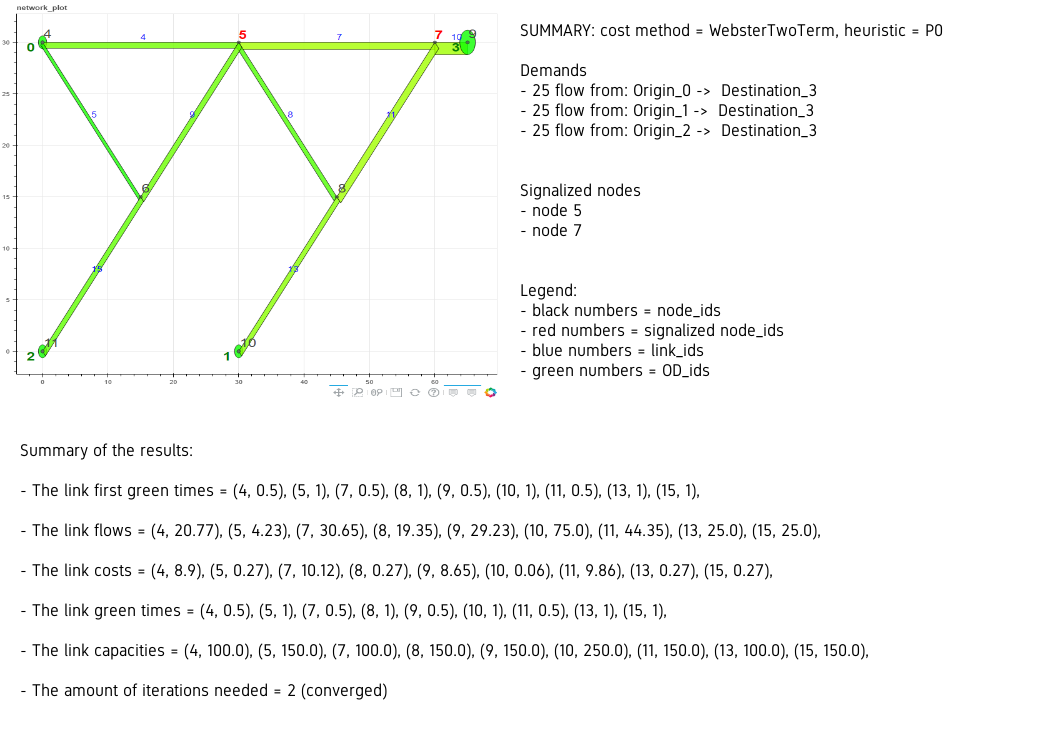 network_plot
SUMMARY: cost method = WebsterTwoTerm, heuristic = P0
Demands
- 25 flow from: Origin_0 -> Destination_3
- 25 flow from: Origin_1 -> Destination_3
- 25 flow from: Origin_2 -> Destination_3
Signalized nodes
- node 5
- node 7
Legend:
- black numbers = node_ids
- red numbers = signalized node_ids
- blue numbers = link_ids
- green numbers = OD_ids
4 5 7 9
0 4 7 10 3
30
25
5 9 8 11
20
6 8
15
10
15 13
5
11 10
0
2 1
0 10 20 30 40 50 60
Summary of the results:
- The link first green times = (4, 0.5), (5, 1), (7, 0.5), (8, 1), (9, 0.5), (10, 1), (11, 0.5), (13, 1), (15, 1),
- The link flows = (4, 20.77), (5, 4.23), (7, 30.65), (8, 19.35), (9, 29.23), (10, 75.0), (11, 44.35), (13, 25.0), (15, 25.0),
- The link costs = (4, 8.9), (5, 0.27), (7, 10.12), (8, 0.27), (9, 8.65), (10, 0.06), (11, 9.86), (13, 0.27), (15, 0.27),
- The link green times = (4, 0.5), (5, 1), (7, 0.5), (8, 1), (9, 0.5), (10, 1), (11, 0.5), (13, 1), (15, 1),
- The link capacities = (4, 100.0), (5, 150.0), (7, 100.0), (8, 150.0), (9, 150.0), (10, 250.0), (11, 150.0), (13, 100.0), (15, 150.0),
- The amount of iterations needed = 2 (converged)